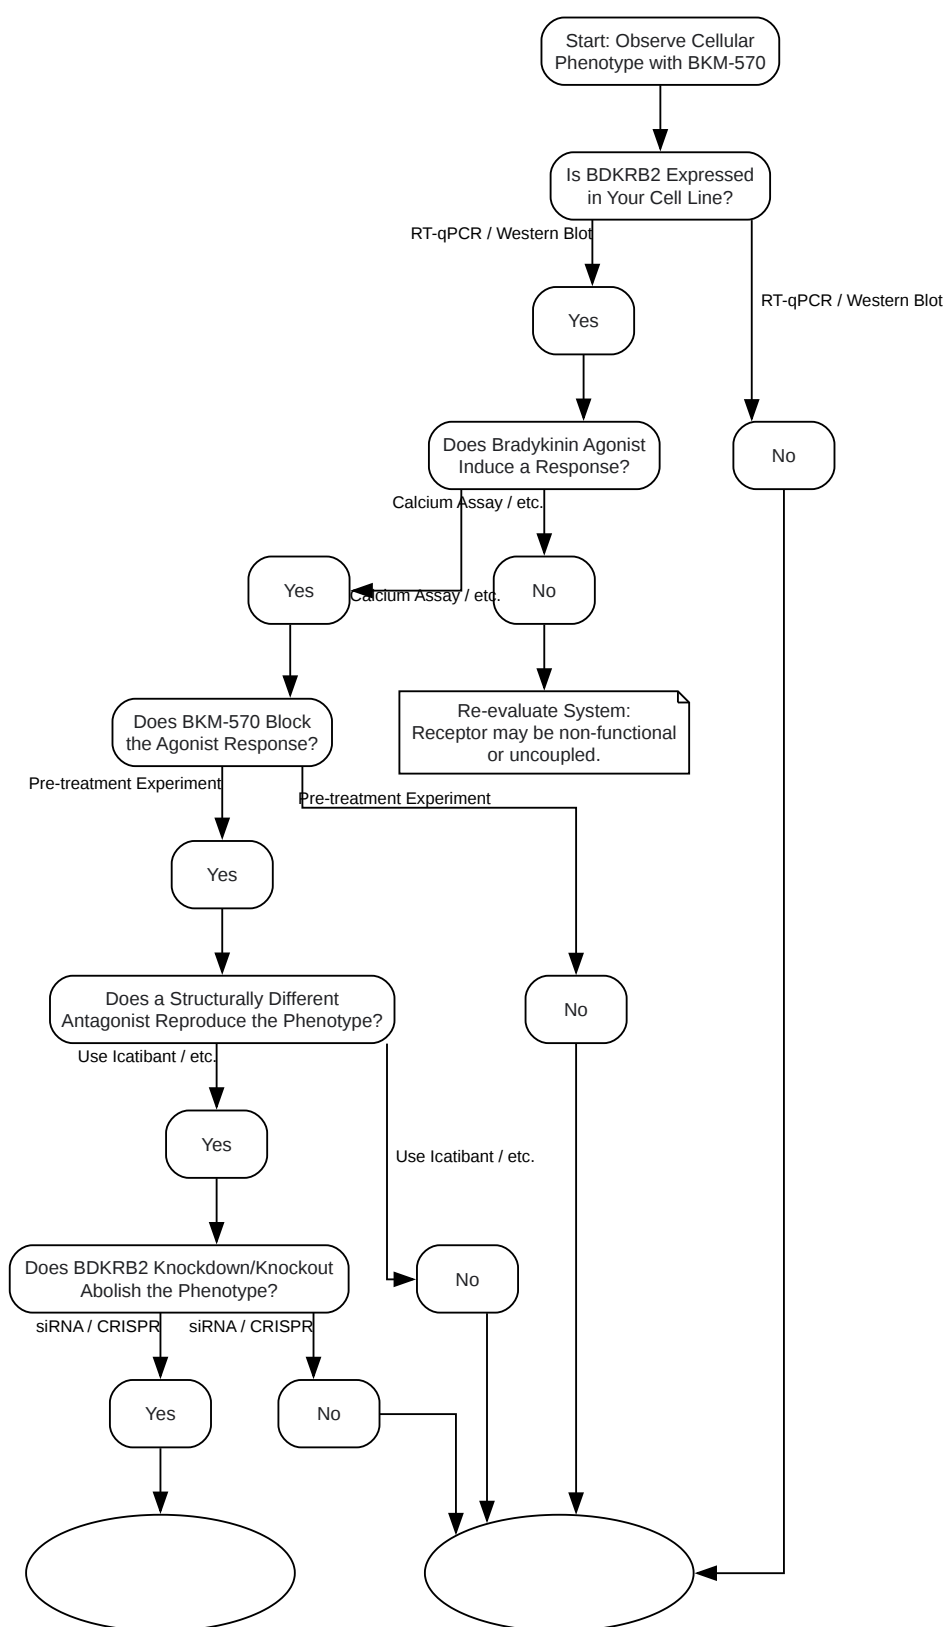 Start: Observe Cellular
Phenotype with BKM-570
Is BDKRB2 Expressed
in Your Cell Line?
RT-qPCR / Western Blot
RT-qPCR / Western Blot
Yes
Does Bradykinin Agonist
Induce a Response?
No
Calcium Assay / etc.
Yes
Calcium Assay / etc.
No
Re-evaluate System:
Receptor may be non-functional
or uncoupled.
Does BKM-570 Block
the Agonist Response?
Pre-treatment Experiment
Pre-treatment Experiment
Yes
Does a Structurally Different
Antagonist Reproduce the Phenotype?
No
Use Icatibant / etc.
Yes
Use Icatibant / etc.
Does BDKRB2 Knockdown/Knockout
Abolish the Phenotype?
No
siRNA / CRISPR
siRNA / CRISPR
Yes
No